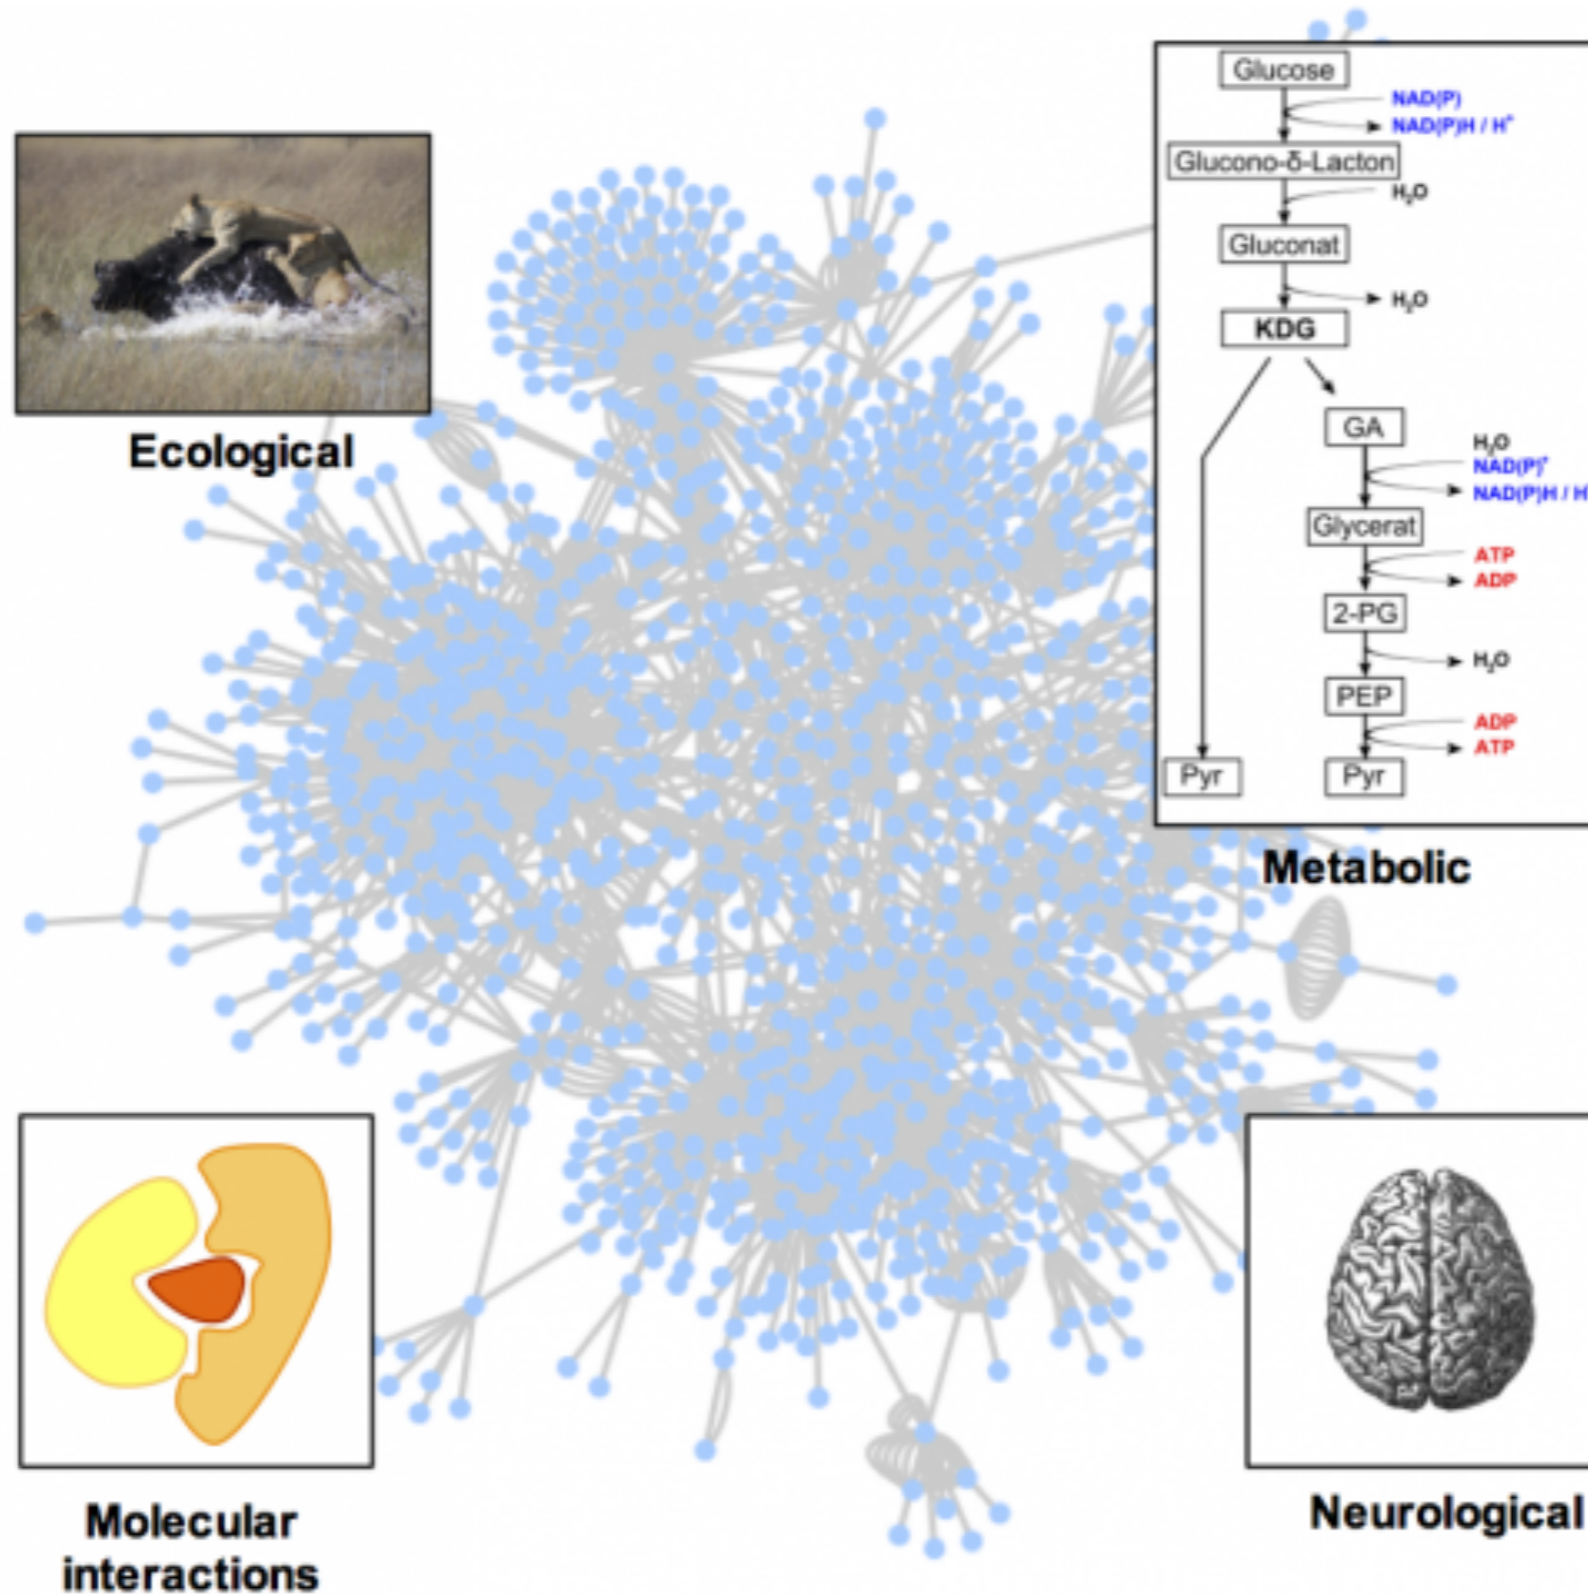 Glucose
NAD(P)
NAD(P)H / H⁺
Glucono-δ-Lacton
H₂O
Gluconat
H₂O
KDG
GA
H₂O
NAD(P)⁺
NAD(P)H / H
Glycerat
ATP
ADP
2-PG
H₂O
PEP
ADP
ATP
Pyr
Pyr
Ecological
Metabolic
Molecular
interactions
Neurological